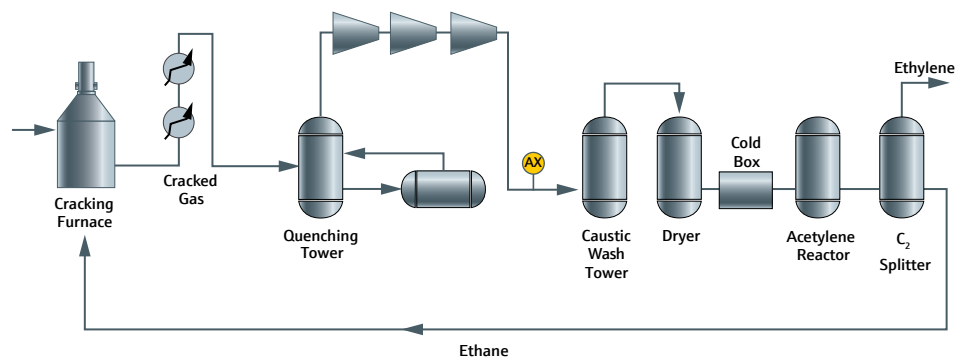 Cracking
Furnace
Cracked
Gas
Quenching
Tower
AX
Caustic
Wash
Tower
Dryer
Cold
Box
Acetylene
Reactor
C₂
Splitter
Ethylene
Ethane